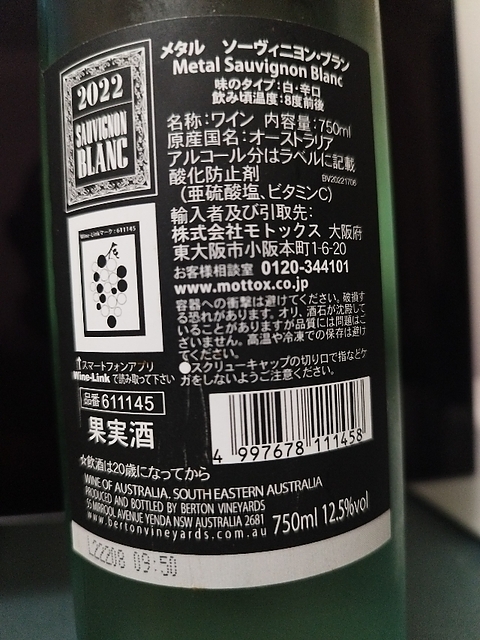 メタル ソーヴィニヨン・ブラン
Metal Sauvignon Blanc
味のタイプ:白・辛口
飲み頃温度:8度前後
2022
SAUVIGNON
BLANC
名称:ワイン 内容量:750ml
原産国名:オーストラリア
アルコール分はラベルに記載
酸化防止剤
BV20221706
(亜硫酸塩、ビタミンC)
輸入者及び引取先:
株式会社モトックス 大阪府
東大阪市小阪本町1-6-20
お客様相談室 0120-344101
www.mottox.co.jp
容器への衝撃は避けてください。破損す
る恐れがあります。オリ、酒石が沈殿して
いることがありますが品質には問題はご
ざいません。高温や冷凍での保存は避け
てください。
●スクリューキャップの切り口で指などケ
ガをしないようご注意ください。
Wine-Linkマーク:611145
↑スマートフォンアプリ
Wine-Linkで読み取って下さい
品番 611145
果実酒
4 997678 111458
☆飲酒は20歳になってから
WINE OF AUSTRALIA. SOUTH EASTERN AUSTRALIA
PRODUCED AND BOTTLED BY BERTON VINEYARDS
55 MIRROOL AVENUE YENDA NSW AUSTRALIA 2681
www.bertonvineyards.com.au
750ml 12.5%vol
L22208 09:50